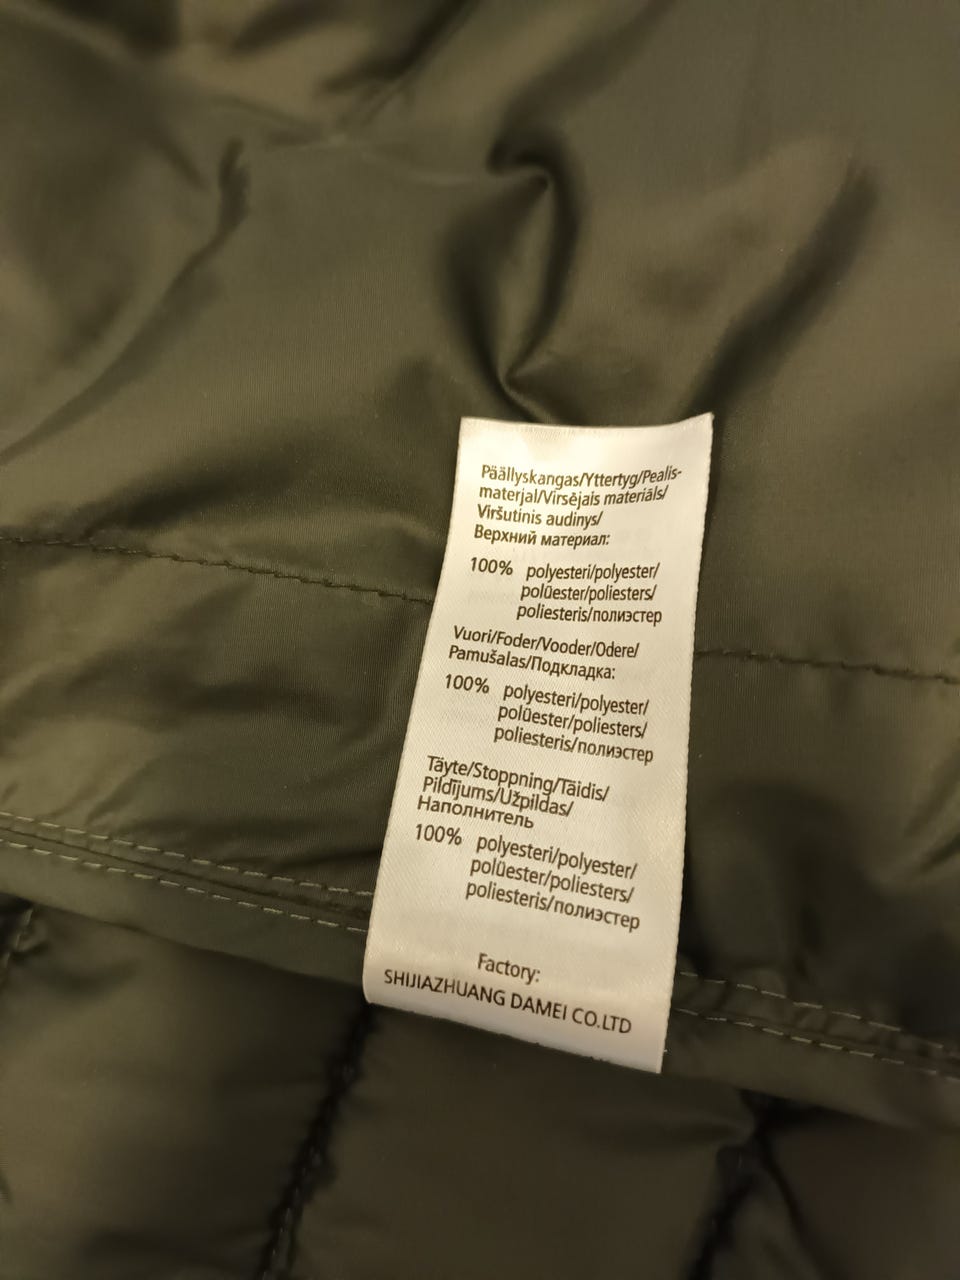 Päällyskangas/Yttertyg/Pealis-
materjal/Virsējais materiāls/
Viršutinis audinys/
Верхний материал:
100% polyesteri/polyester/
polüester/poliesters/
poliesteris/полиэстер
Vuori/Foder/Vooder/Odere/
Pamušalas/Подкладка:
100% polyesteri/polyester/
polüester/poliesters/
poliesteris/полиэстер
Täyte/Stoppning/Täidis/
Pildījums/Užpildas/
Наполнитель
100% polyesteri/polyester/
polüester/poliesters/
poliesteris/полиэстер
Factory:
SHIJIAZHUANG DAMEI CO.LTD